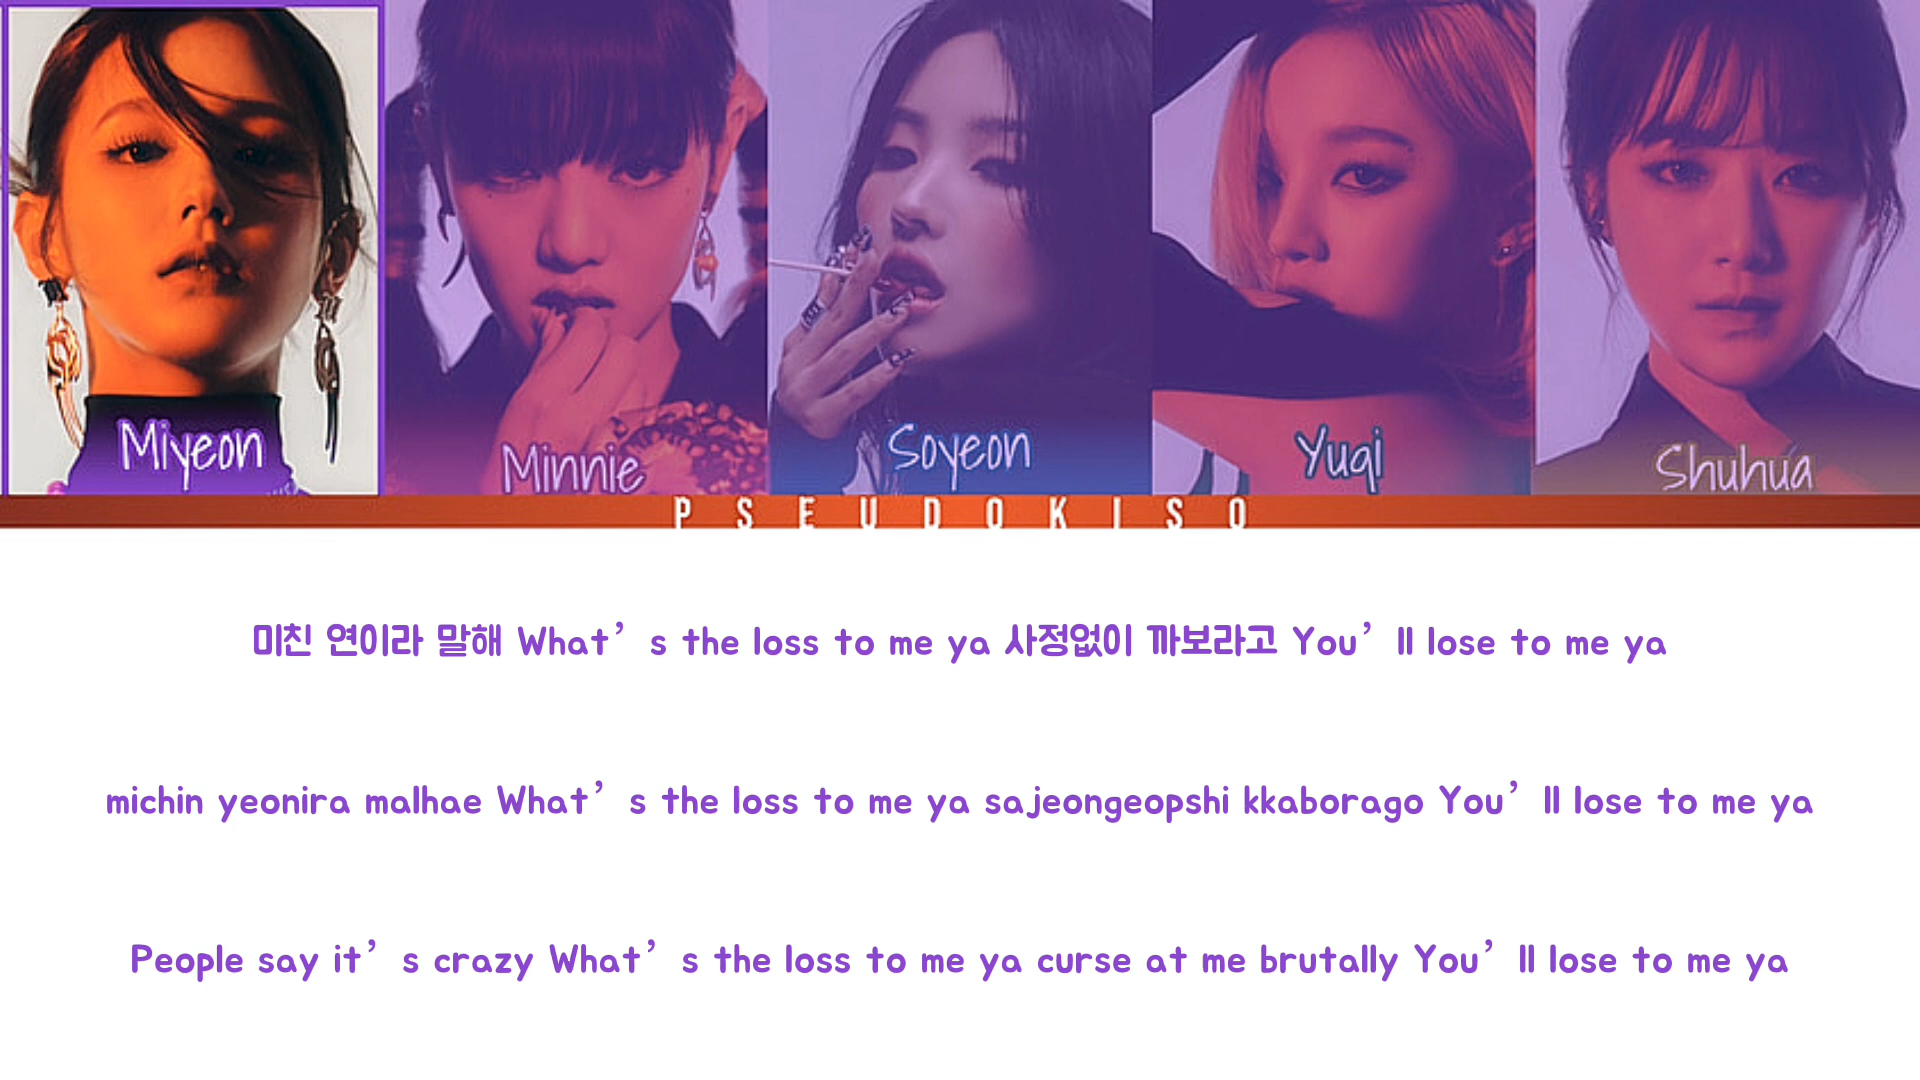 Miyeon
Minnie
Soyeon
Yuqi
Shuhua
PSEUDOKISO
미친 연이라 말해 What’s the loss to me ya 사정없이 까보라고 You’ll lose to me ya
michin yeonira malhae What’s the loss to me ya sajeongeopshi kkaborago You’ll lose to me ya
People say it’s crazy What’s the loss to me ya curse at me brutally You’ll lose to me ya